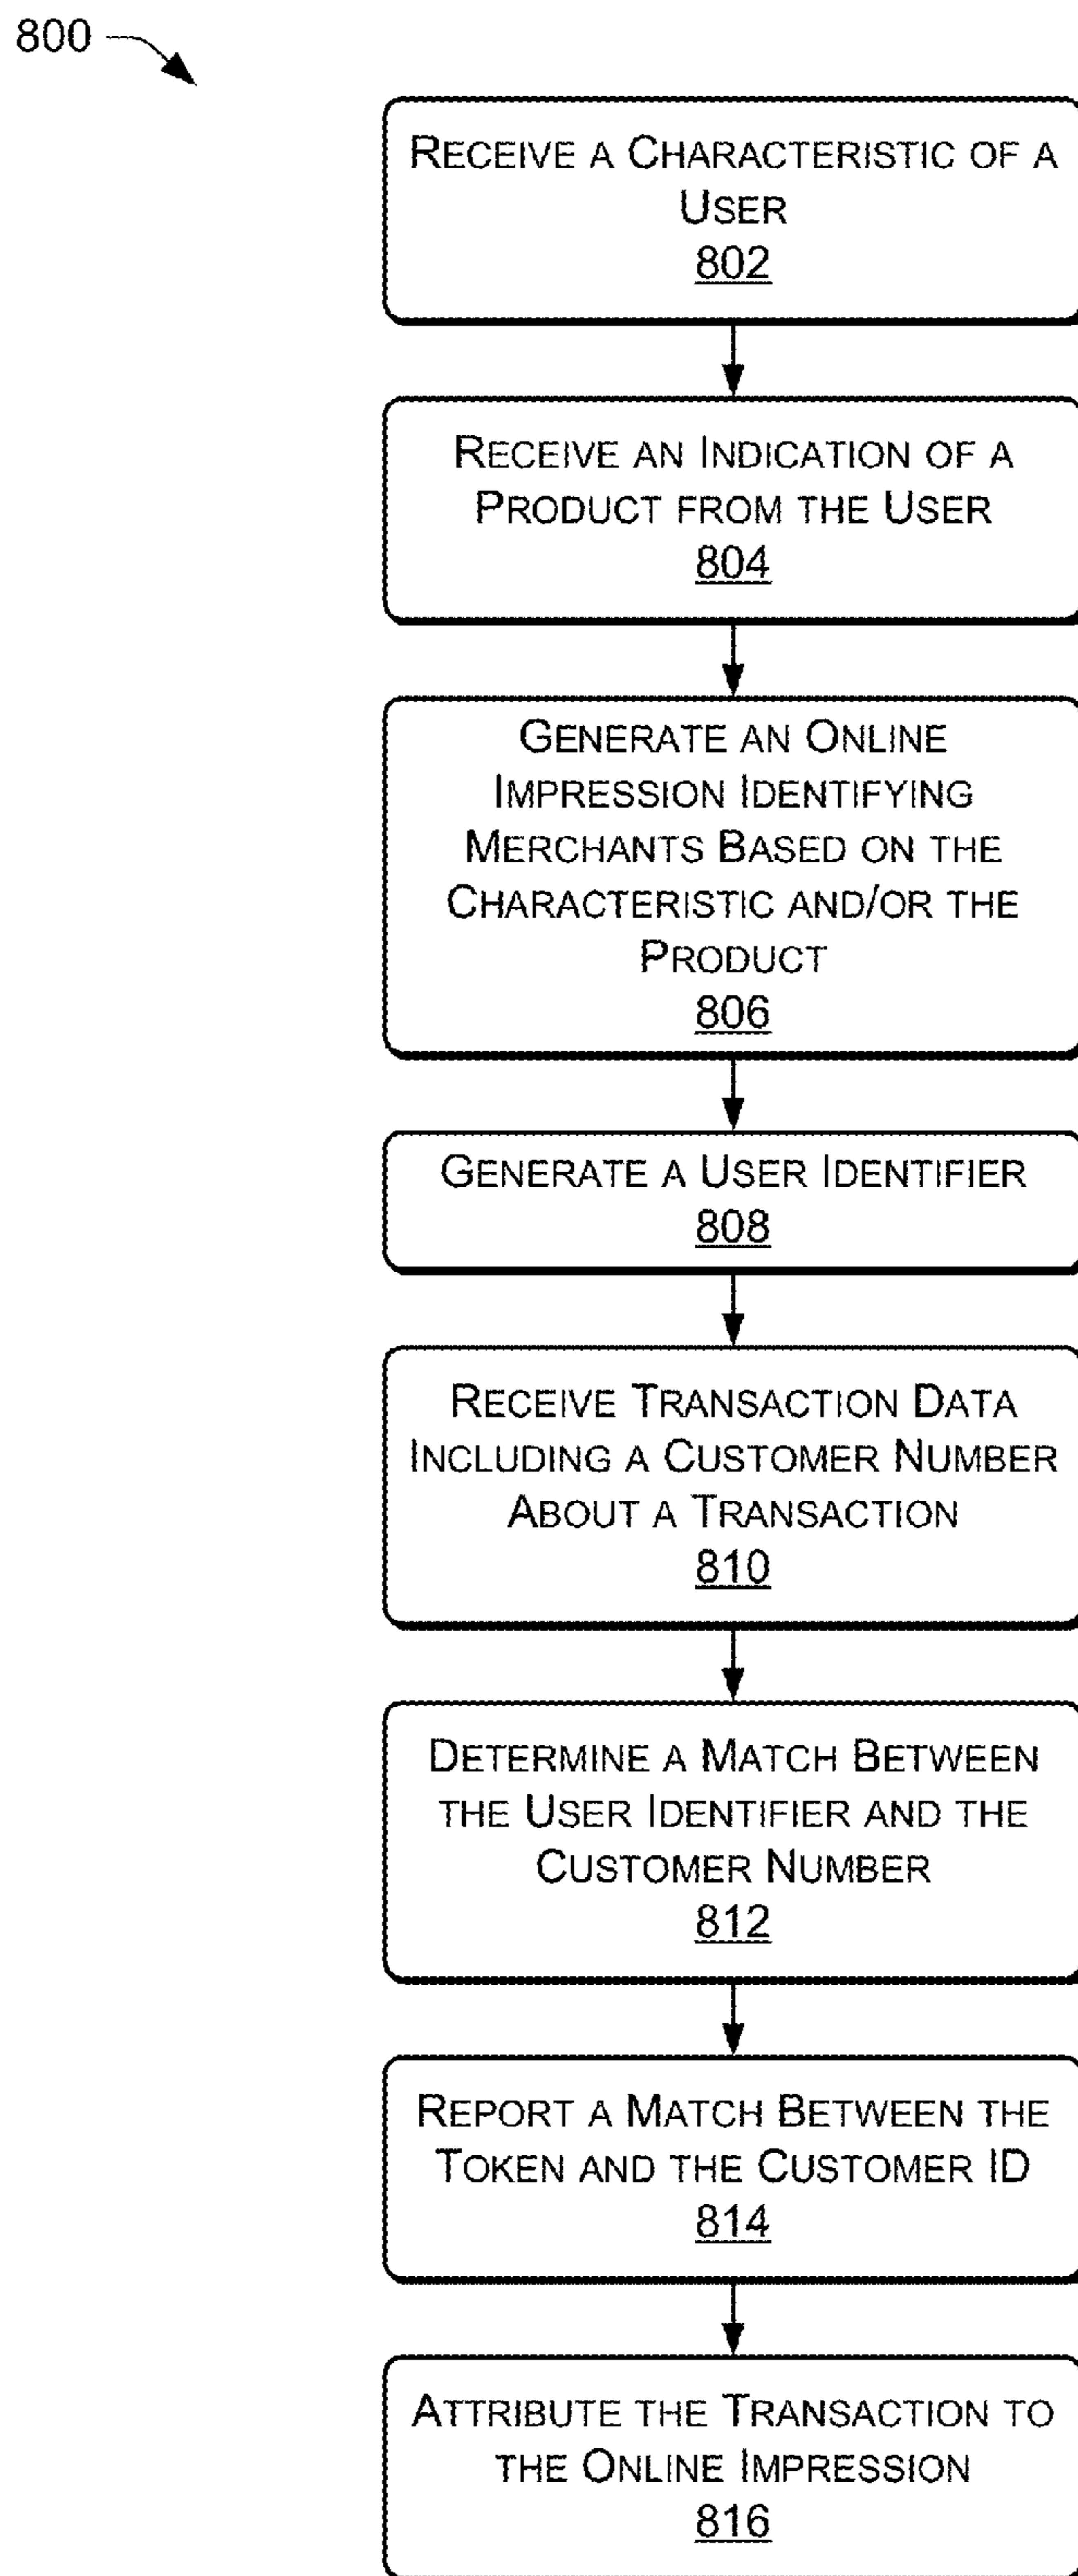 800
RECEIVE A CHARACTERISTIC OF A
USER
802
RECEIVE AN INDICATION OF A
PRODUCT FROM THE USER
804
GENERATE AN ONLINE
IMPRESSION IDENTIFYING
MERCHANTS BASED ON THE
CHARACTERISTIC AND/OR THE
PRODUCT
806
GENERATE A USER IDENTIFIER
808
RECEIVE TRANSACTION DATA
INCLUDING A CUSTOMER NUMBER
ABOUT A TRANSACTION
810
DETERMINE A MATCH BETWEEN
THE USER IDENTIFIER AND THE
CUSTOMER NUMBER
812
REPORT A MATCH BETWEEN THE
TOKEN AND THE CUSTOMER ID
814
ATTRIBUTE THE TRANSACTION TO
THE ONLINE IMPRESSION
816